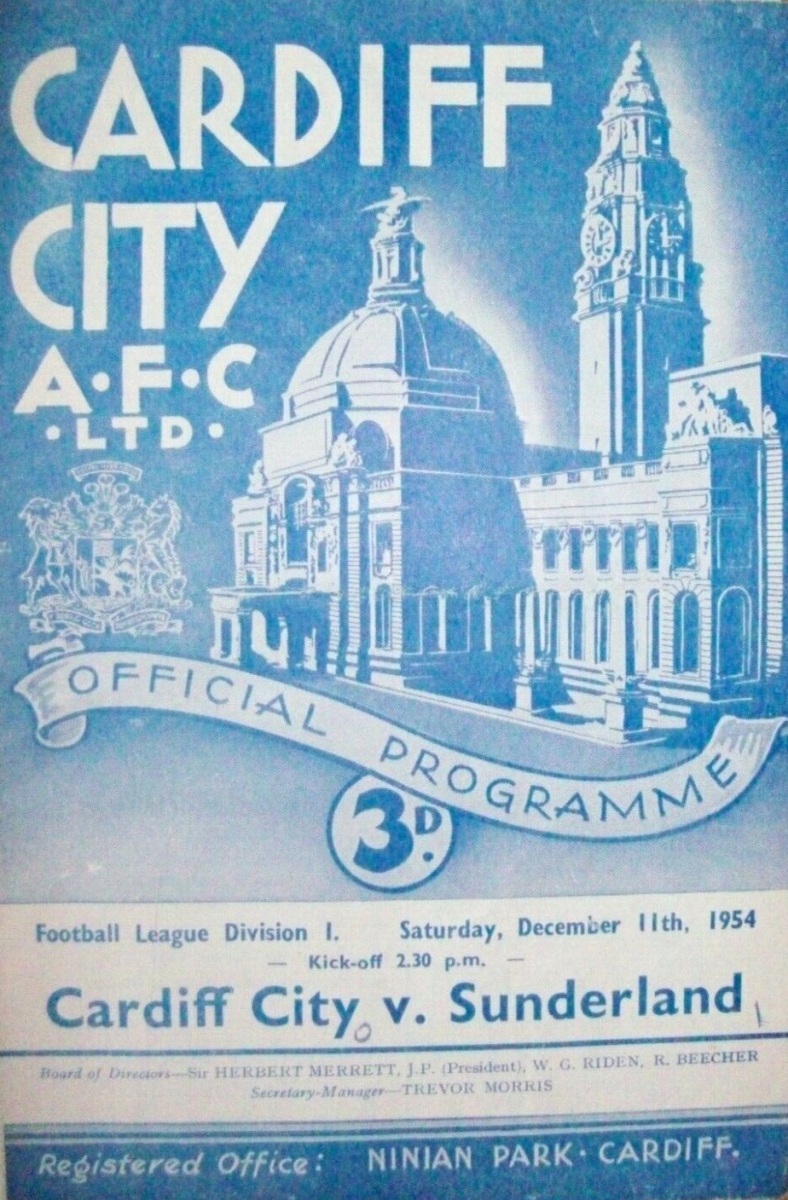 CARDIFF
CITY
A·F·C
·LTD·
OFFICIAL PROGRAMME
3D.
Football League Division 1. Saturday, December 11th, 1954
— Kick-off 2.30 p.m. —
Cardiff City v. Sunderland
0 1
Board of Directors—Sir HERBERT MERRETT, J.P. (President), W. G. RIDEN, R. BEECHER
Secretary-Manager—TREVOR MORRIS
Registered Office: NINIAN PARK · CARDIFF.